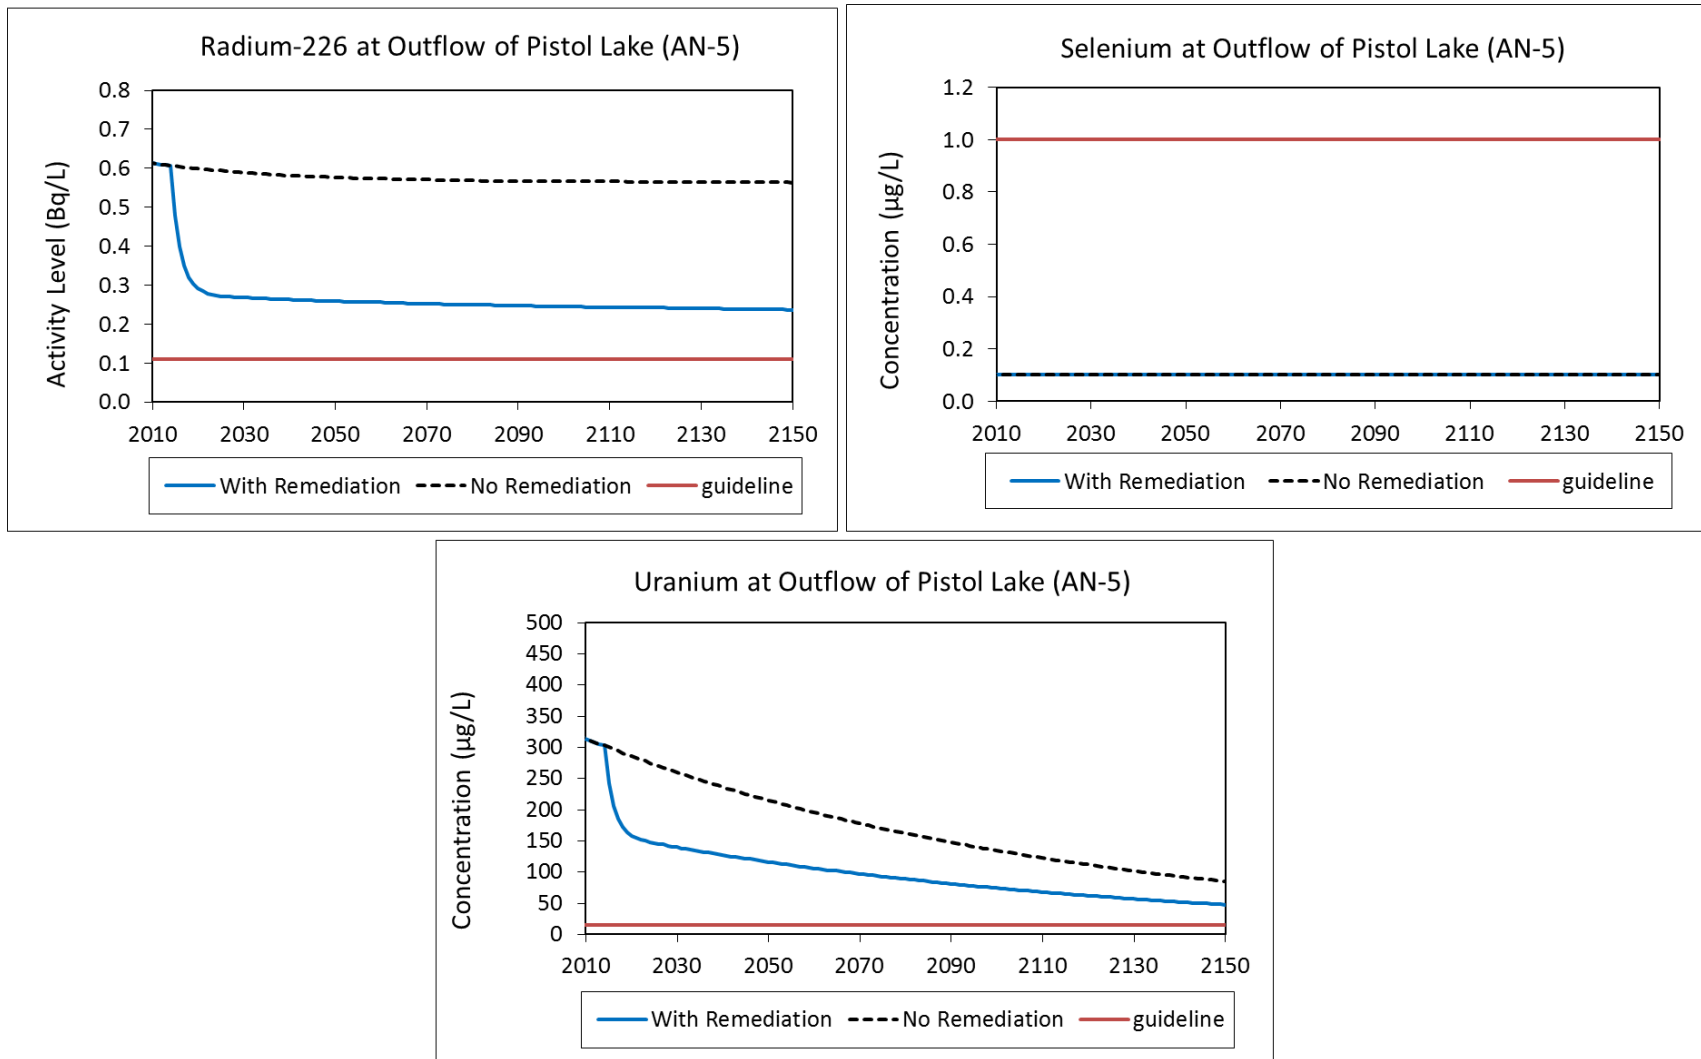 Radium-226 at Outflow of Pistol Lake (AN-5)
Activity Level (Bq/L)
0.8
0.7
0.6
0.5
0.4
0.3
0.2
0.1
0.0
2010 2030 2050 2070 2090 2110 2130 2150
With Remediation No Remediation guideline
Selenium at Outflow of Pistol Lake (AN-5)
Concentration (µg/L)
1.2
1.0
0.8
0.6
0.4
0.2
0.0
2010 2030 2050 2070 2090 2110 2130 2150
With Remediation No Remediation guideline
Uranium at Outflow of Pistol Lake (AN-5)
Concentration (µg/L)
500
450
400
350
300
250
200
150
100
50
0
2010 2030 2050 2070 2090 2110 2130 2150
With Remediation No Remediation guideline